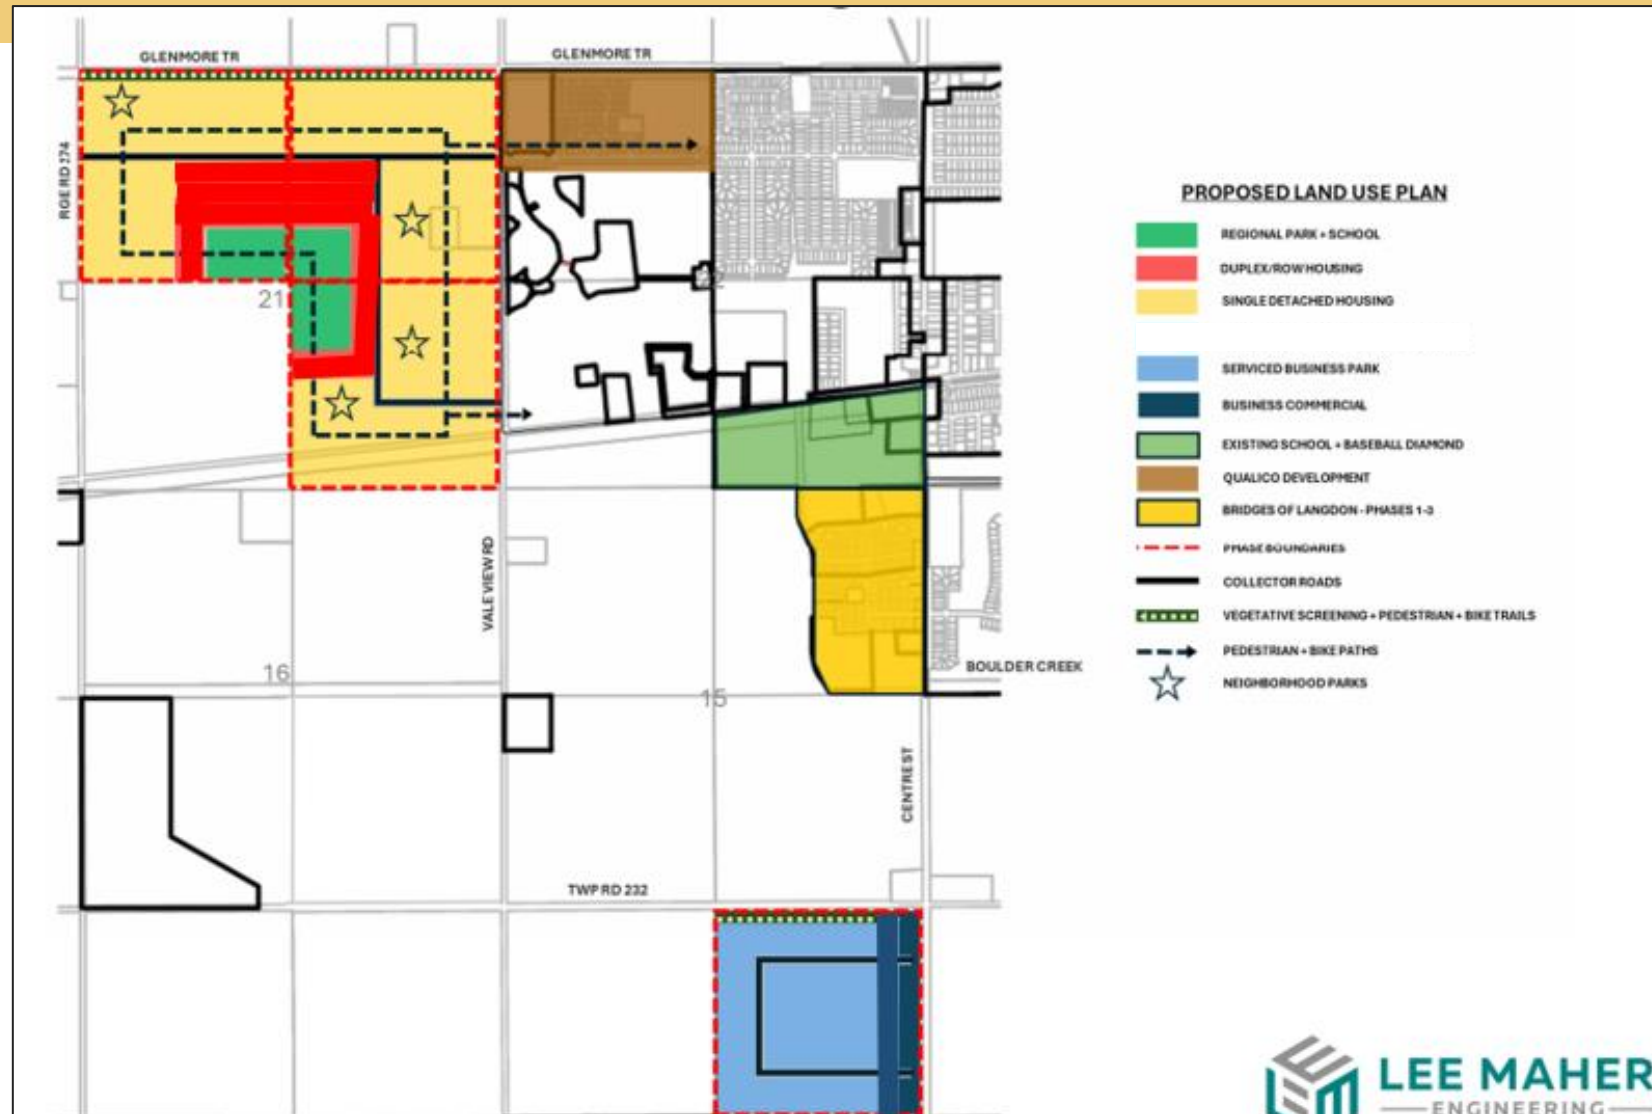 GLENMORE TR
GLENMORE TR
RGE RD 274
21
22
VALE VIEW RD
16
15
BOULDER CREEK
CENTRE ST
TWP RD 232
PROPOSED LAND USE PLAN
REGIONAL PARK + SCHOOL
DUPLEX/ROW HOUSING
SINGLE DETACHED HOUSING
SERVICED BUSINESS PARK
BUSINESS COMMERCIAL
EXISTING SCHOOL + BASEBALL DIAMOND
QUALICO DEVELOPMENT
BRIDGES OF LANGDON - PHASES 1-3
PHASE BOUNDARIES
COLLECTOR ROADS
VEGETATIVE SCREENING + PEDESTRIAN + BIKE TRAILS
PEDESTRIAN + BIKE PATHS
NEIGHBORHOOD PARKS
LEE MAHER
ENGINEERING